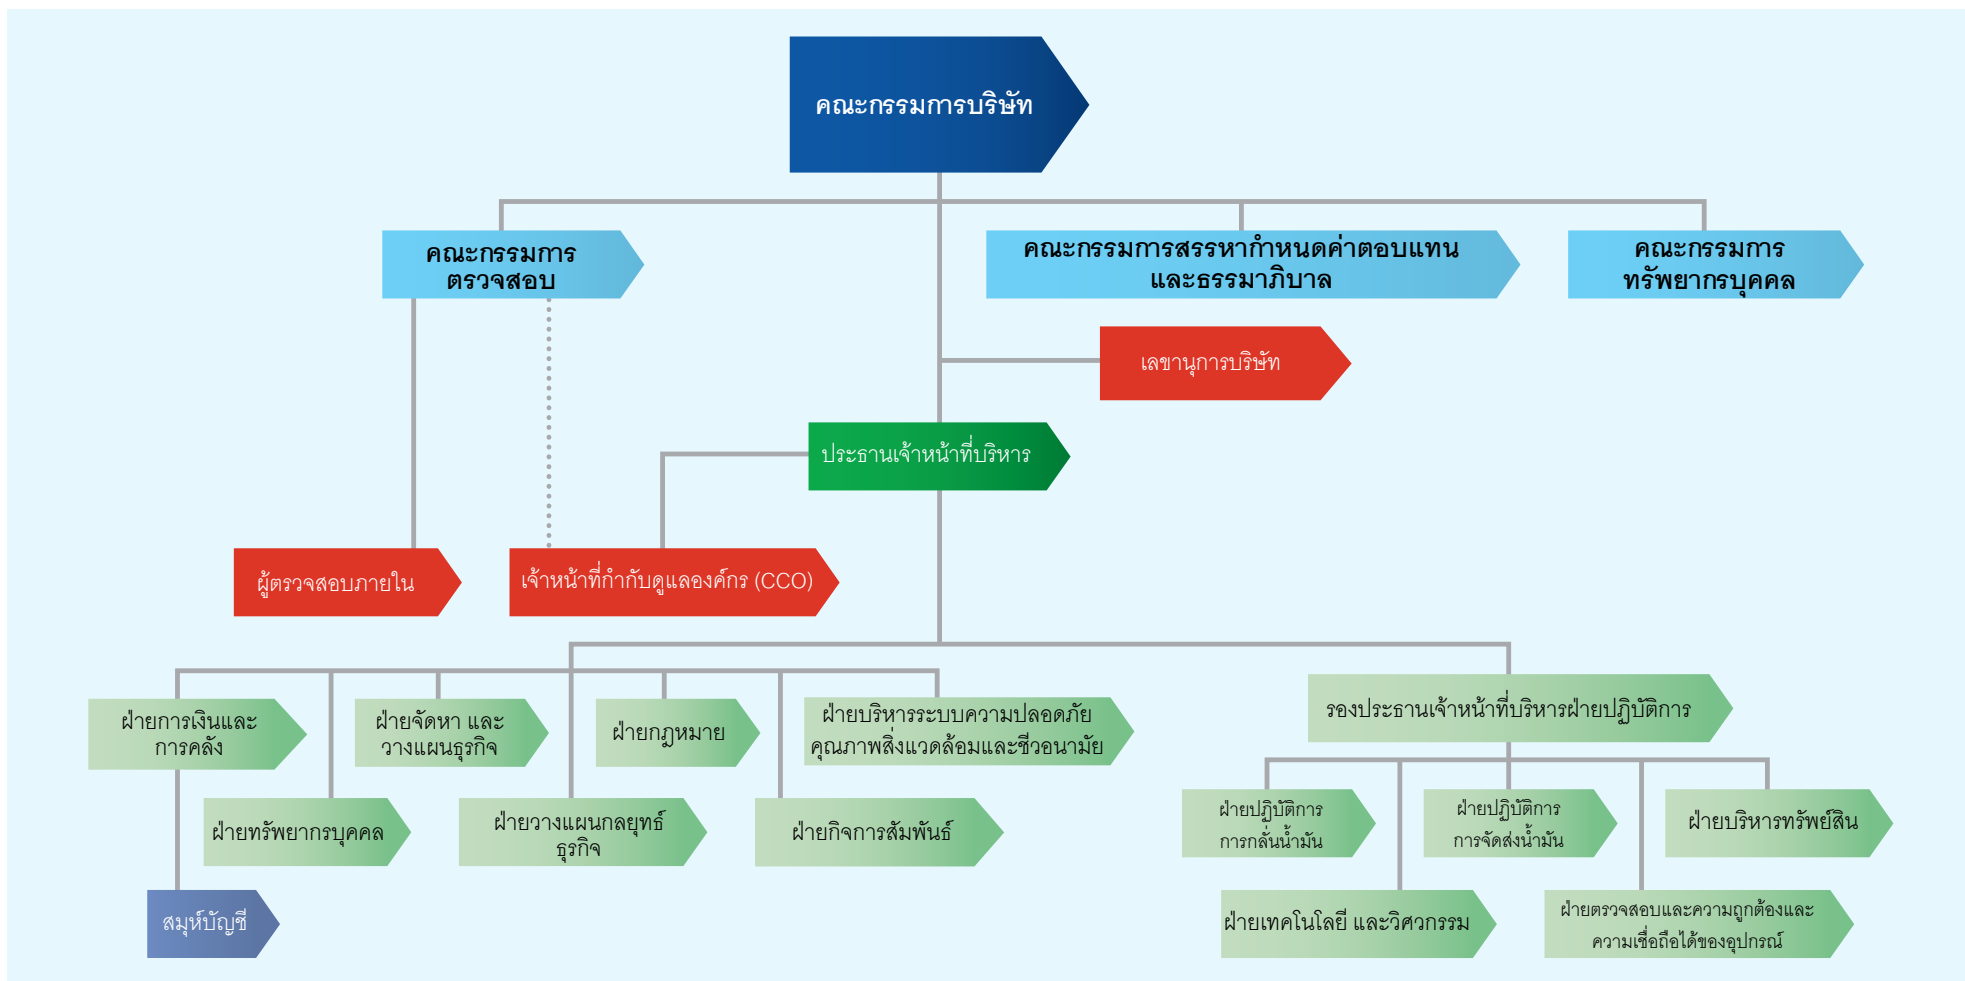 คณะกรรมการบริษัท
คณะกรรมการ
ตรวจสอบ
คณะกรรมการสรรหากำหนดค่าตอบแทน
และธรรมาภิบาล
คณะกรรมการ
ทรัพยากรบุคคล
เลขานุการบริษัท
ประธานเจ้าหน้าที่บริหาร
ผู้ตรวจสอบภายใน
เจ้าหน้าที่กำกับดูแลองค์กร (CCO)
ฝ่ายการเงินและ
การคลัง
ฝ่ายจัดหา และ
วางแผนธุรกิจ
ฝ่ายกฎหมาย
ฝ่ายบริหารระบบความปลอดภัย
คุณภาพสิ่งแวดล้อมและชีวอนามัย
รองประธานเจ้าหน้าที่บริหารฝ่ายปฏิบัติการ
ฝ่ายทรัพยากรบุคคล
ฝ่ายวางแผนกลยุทธ์
ธุรกิจ
ฝ่ายกิจการสัมพันธ์
ฝ่ายปฏิบัติการ
การกลั่นน้ำมัน
ฝ่ายปฏิบัติการ
การจัดส่งน้ำมัน
ฝ่ายบริหารทรัพย์สิน
สมุห์บัญชี
ฝ่ายเทคโนโลยี และวิศวกรรม
ฝ่ายตรวจสอบและความถูกต้องและ
ความเชื่อถือได้ของอุปกรณ์